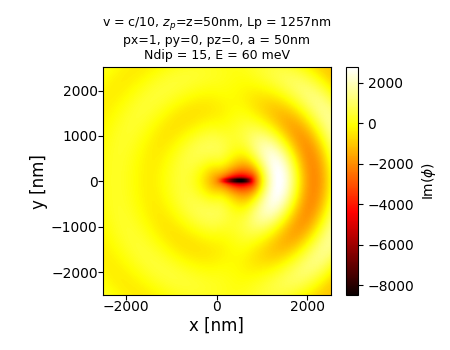 v = c/10, zₚ=z=50nm, Lp = 1257nm
px=1, py=0, pz=0, a = 50nm
Ndip = 15, E = 60 meV
2000
1000
0
−1000
−2000
y [nm]
−2000
0
2000
x [nm]
2000
0
−2000
−4000
−6000
−8000
Im(ϕ)